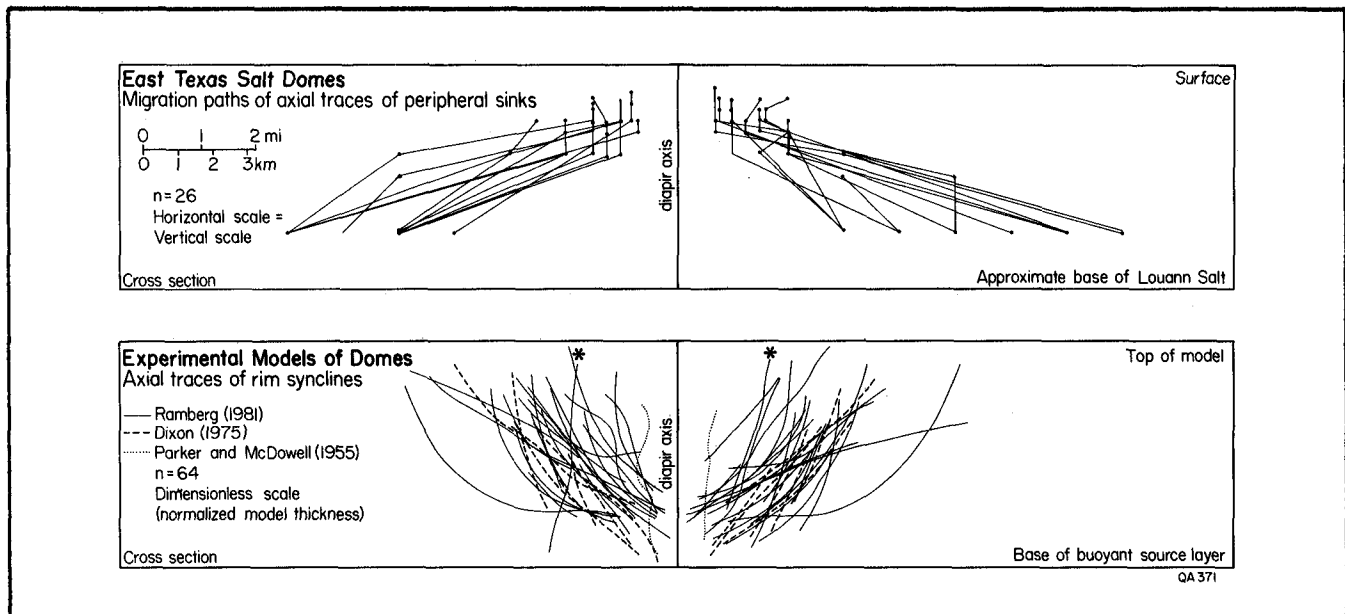 East Texas Salt Domes
Migration paths of axial traces of peripheral sinks
0 1 2 mi
0 1 2 3 km
n=26
Horizontal scale =
Vertical scale
Cross section
diapir axis
Surface
Approximate base of Louann Salt
Experimental Models of Domes
Axial traces of rim synclines
Ramberg (1981)
Dixon (1975)
Parker and McDowell (1955)
n=64
Dimensionless scale
(normalized model thickness)
Cross section
*
diapir axis
*
Top of model
Base of buoyant source layer
QA 371